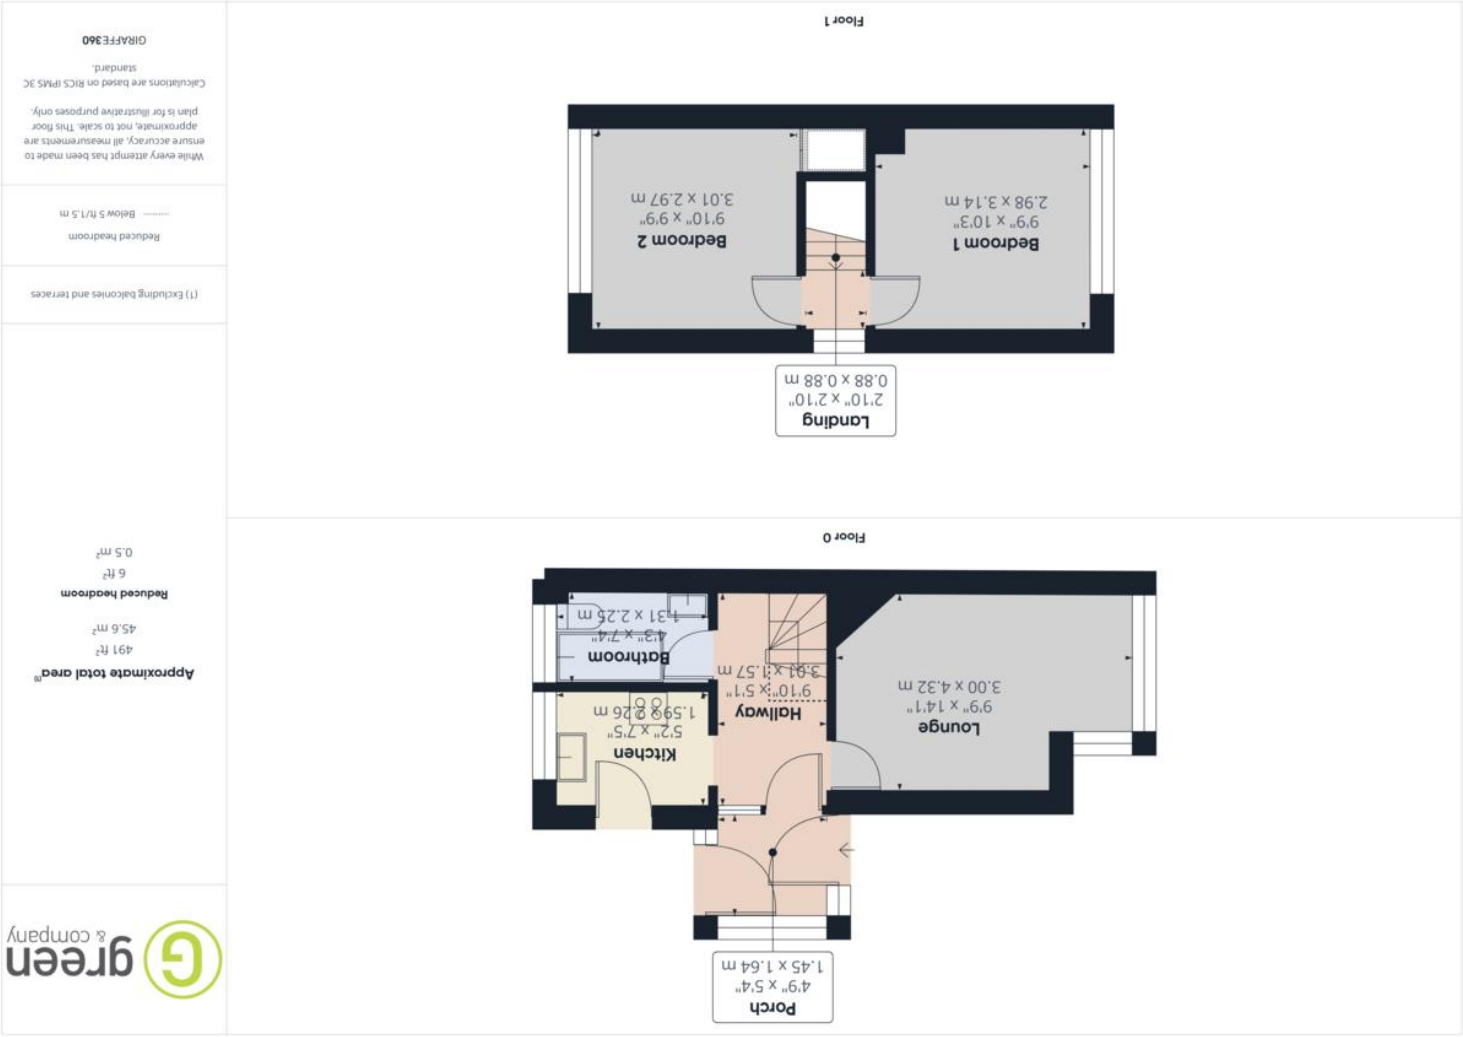 green
& company
Porch
4'9" x 5'4"
1.45 x 1.64 m
Kitchen
5'2" x 7'5"
1.59 x 2.26 m
Hallway
9'10" x 5'1"
3.01 x 1.57 m
Lounge
9'9" x 14'1"
3.00 x 4.32 m
Bathroom
4'3" x 7'4"
1.31 x 2.25 m
Floor 0
Landing
2'10" x 2'10"
0.88 x 0.88 m
Bedroom 1
9'9" x 10'3"
2.98 x 3.14 m
Bedroom 2
9'10" x 9'9"
3.01 x 2.97 m
Floor 1
Approximate total area(1)
491 ft²
45.6 m²
Reduced headroom
6 ft²
0.5 m²
(1) Excluding balconies and terraces
Reduced headroom
Below 5 ft/1.5 m
While every attempt has been made to
ensure accuracy, all measurements are
approximate, not to scale. This floor
plan is for illustrative purposes only.
Calculations are based on RICS IPMS 3C
standard.
GIRAFFE360